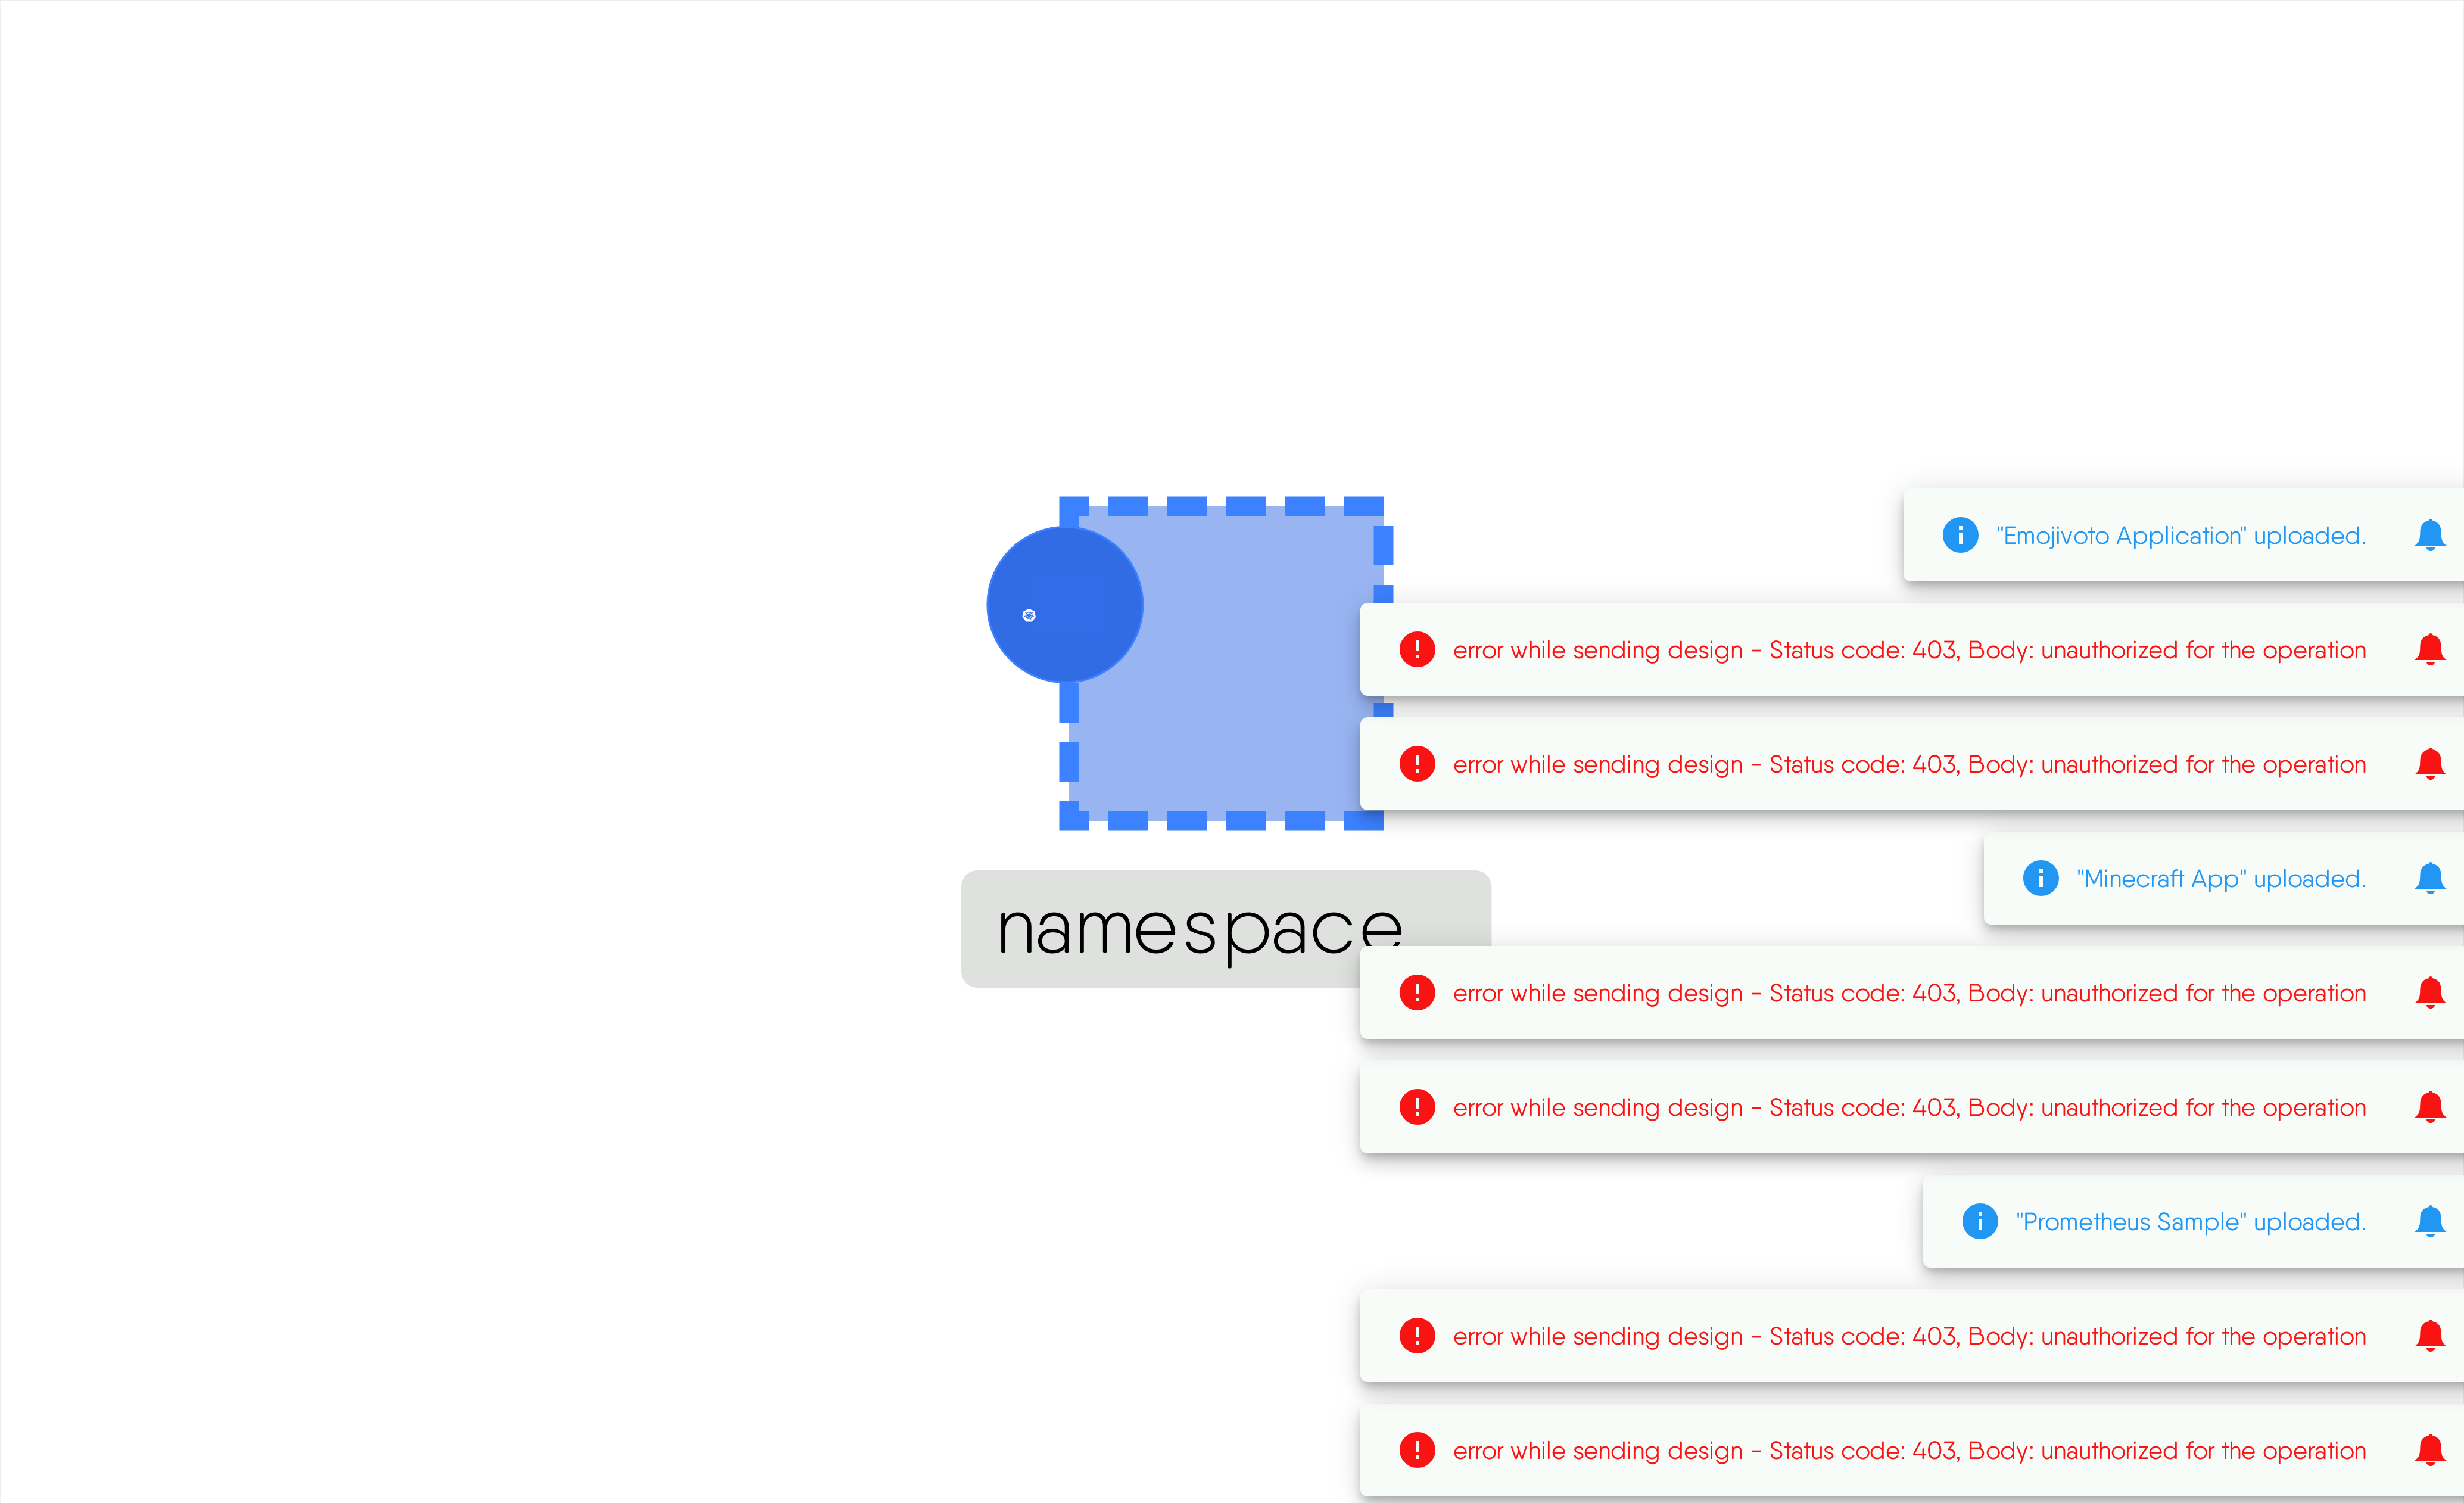 "Emojivoto Application" uploaded.
error while sending design - Status code: 403, Body: unauthorized for the operation
error while sending design - Status code: 403, Body: unauthorized for the operation
"Minecraft App" uploaded.
namespace
error while sending design - Status code: 403, Body: unauthorized for the operation
error while sending design - Status code: 403, Body: unauthorized for the operation
"Prometheus Sample" uploaded.
error while sending design - Status code: 403, Body: unauthorized for the operation
error while sending design - Status code: 403, Body: unauthorized for the operation